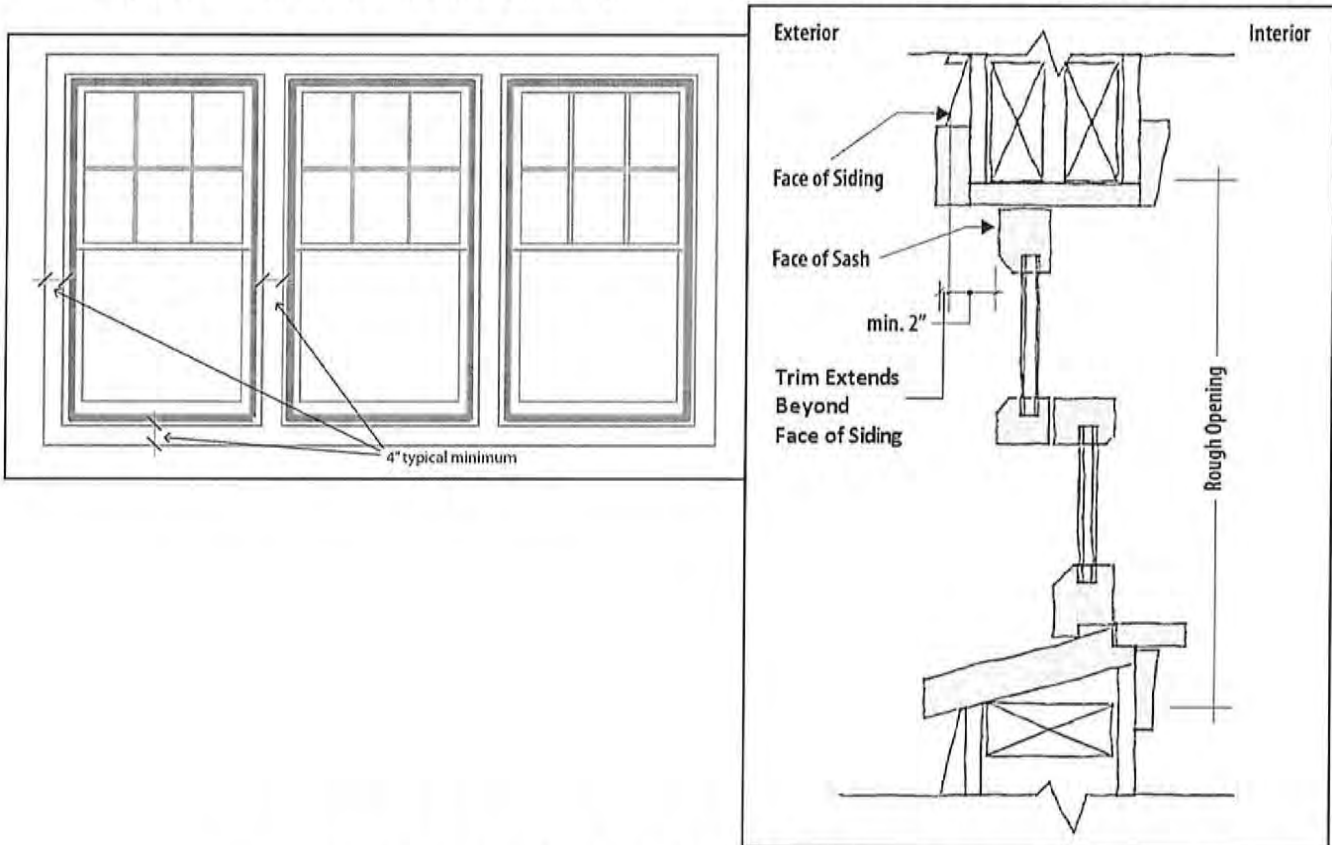 4" typical minimum
Exterior
Interior
Face of Siding
Face of Sash
min. 2"
Trim Extends
Beyond
Face of Siding
Rough Opening